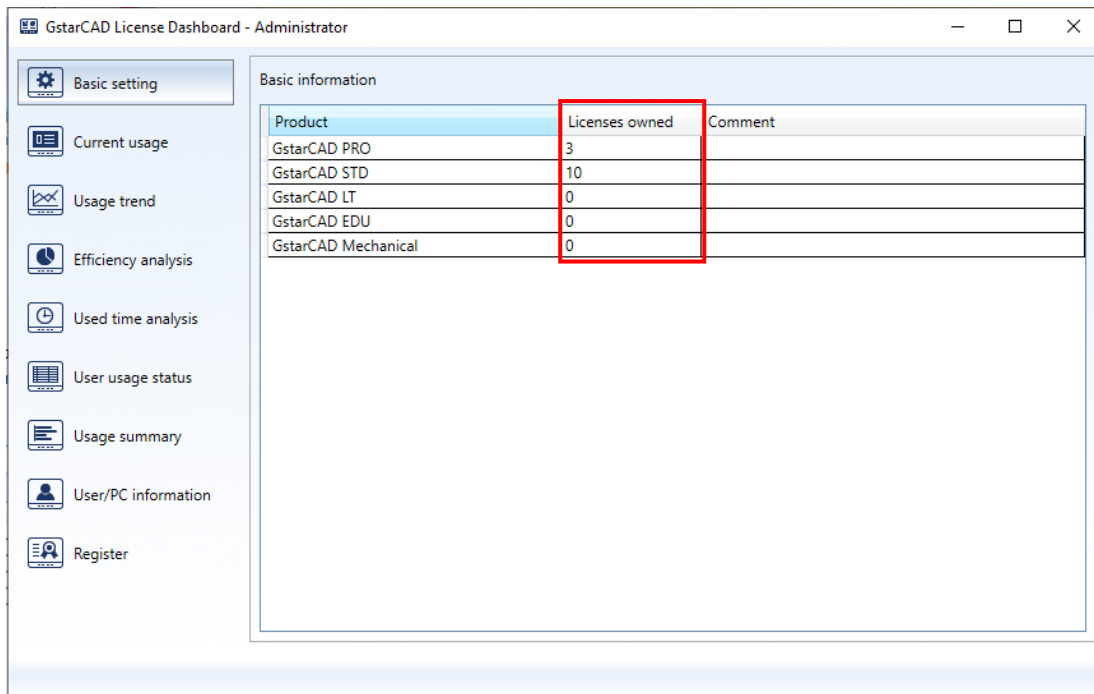 GstarCAD License Dashboard - Administrator
Basic setting
Current usage
Usage trend
Efficiency analysis
Used time analysis
User usage status
Usage summary
User/PC information
Register
Basic information
Product Licenses owned Comment
GstarCAD PRO 3
GstarCAD STD 10
GstarCAD LT 0
GstarCAD EDU 0
GstarCAD Mechanical 0